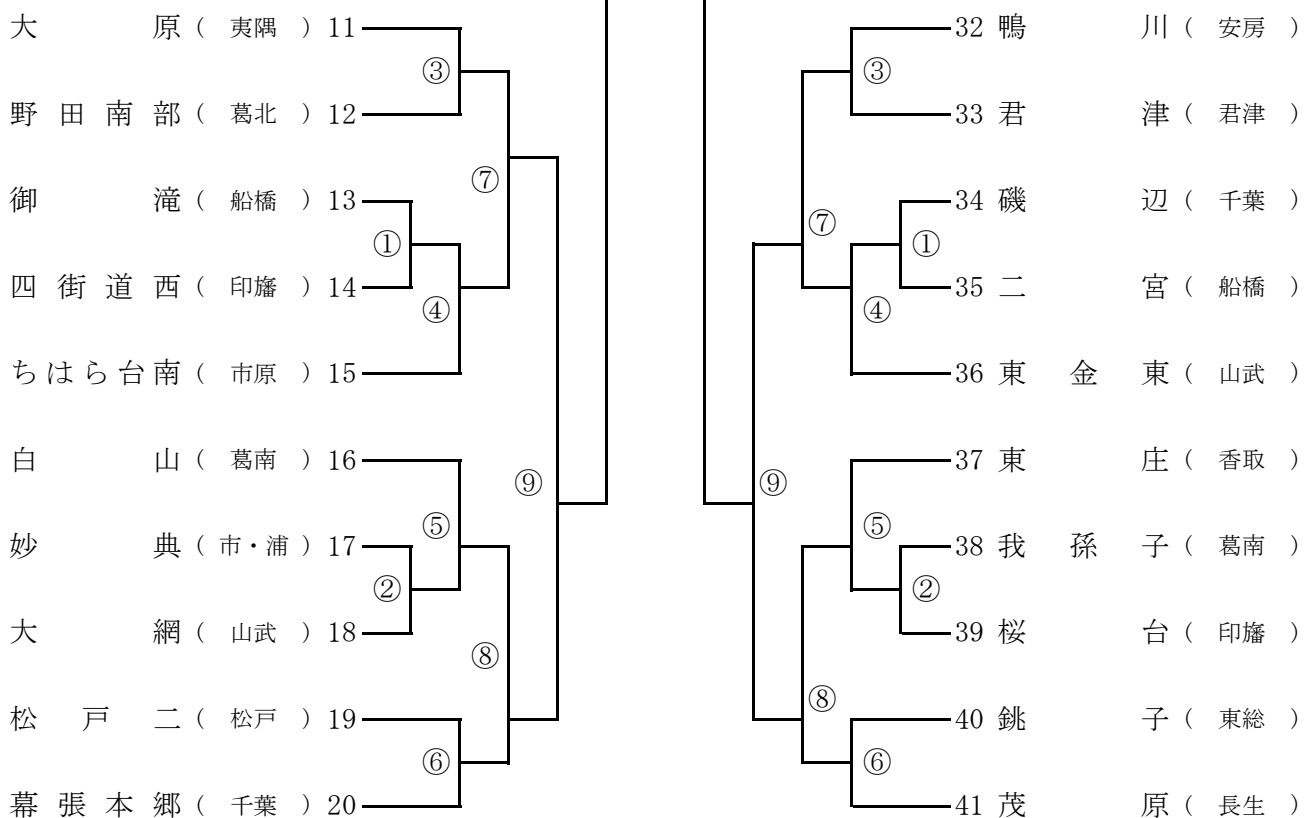 大原（夷隅）11
③
野田南部（葛北）12
⑦
御滝（船橋）13
①
四街道西（印旛）14
④
ちはら台南（市原）15
白山（葛南）16
⑨
⑤
妙典（市・浦）17
②
大網（山武）18
⑧
松戸二（松戸）19
⑥
幕張本郷（千葉）20
32 鴨川（安房）
③
33 君津（君津）
34 磯辺（千葉）
⑦
①
35 二宮（船橋）
④
36 東金東（山武）
37 東庄（香取）
⑨
⑤
38 我孫子（葛南）
②
39 桜台（印旛）
⑧
40 銚子（東総）
⑥
41 茂原（長生）